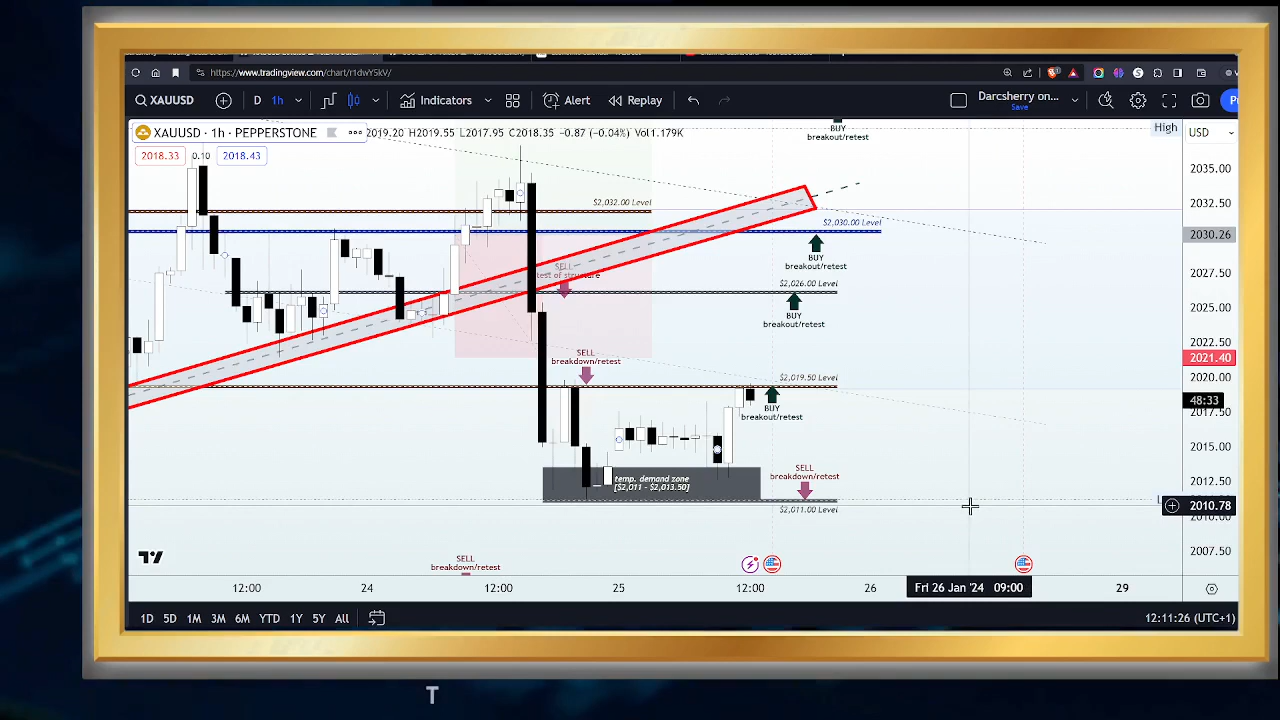 https://www.tradingview.com/chart/r1dwY5kV/
XAUUSD D 1h Indicators Alert Replay Darcsherry on...
Save
XAUUSD · 1h · PEPPERSTONE 2019.20 H2019.55 L2017.95 C2018.35 −0.87 (−0.04%) Vol1.179K
2018.33 0.10 2018.43
High USD
BUY
breakout/retest
2035.00
$2,032.00 Level
2032.50
$2,030.00 Level
2030.26
BUY
breakout/retest
SELL
retest of structure
2027.50
$2,026.00 Level
2025.00
BUY
breakout/retest
2022.50
SELL
breakdown/retest
2021.40
$2,019.50 Level
2020.00
48:33
BUY
breakout/retest
2017.50
2015.00
SELL
breakdown/retest
temp. demand zone
[$2,011 - $2,013.50]
2012.50
$2,011.00 Level
2010.78
2010.00
2007.50
SELL
breakdown/retest
12:00 24 12:00 25 12:00 26 Fri 26 Jan '24 09:00 29
1D 5D 1M 3M 6M YTD 1Y 5Y All 12:11:26 (UTC+1)
T